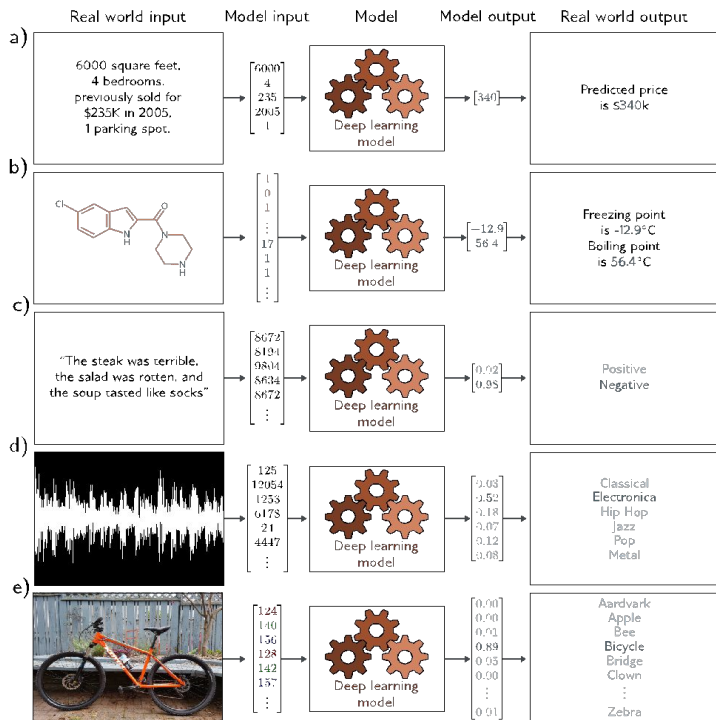 Real world input Model input Model Model output Real world output
a)
6000 square feet,
4 bedrooms,
previously sold for
$235K in 2005,
1 parking spot.
6000
4
235
2005
1
Deep learning
model
340
Predicted price
is $340k
b)
Cl
O
N
N
H
N
H
1
0
1
⋮
17
1
1
⋮
Deep learning
model
−12.9
56.4
Freezing point
is -12.9°C
Boiling point
is 56.4°C
c)
“The steak was terrible,
the salad was rotten, and
the soup tasted like socks”
8672
8194
9804
8634
8672
⋮
Deep learning
model
0.02
0.98
Positive
Negative
d)
125
12054
1253
6178
21
4447
⋮
Deep learning
model
0.03
0.52
0.18
0.07
0.12
0.08
Classical
Electronica
Hip Hop
Jazz
Pop
Metal
e)
124
140
156
128
142
157
⋮
Deep learning
model
0.00
0.00
0.01
0.89
0.05
0.00
⋮
0.01
Aardvark
Apple
Bee
Bicycle
Bridge
Clown
⋮
Zebra